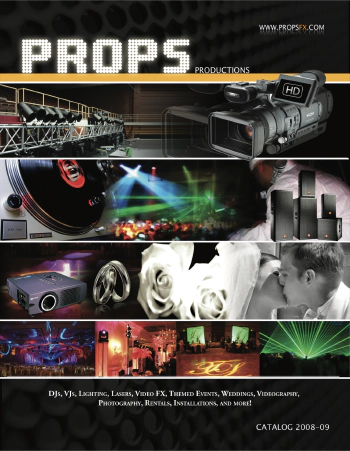 WWW.PROPSFX.COM
PROPS
PRODUCTIONS
HD
DJS, VJS, LIGHTING, LASERS, VIDEO FX, THEMED EVENTS, WEDDINGS, VIDEOGRAPHY,
PHOTOGRAPHY, RENTALS, INSTALLATIONS, AND MORE!
CATALOG 2008-09